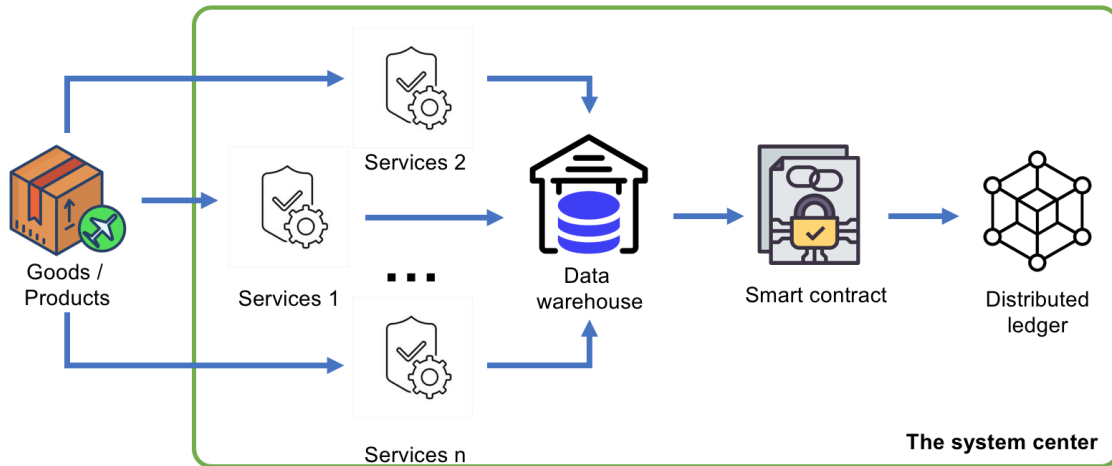 Services 2
Goods /
Products
Services 1
...
Data
warehouse
Smart contract
Distributed
ledger
Services n
The system center